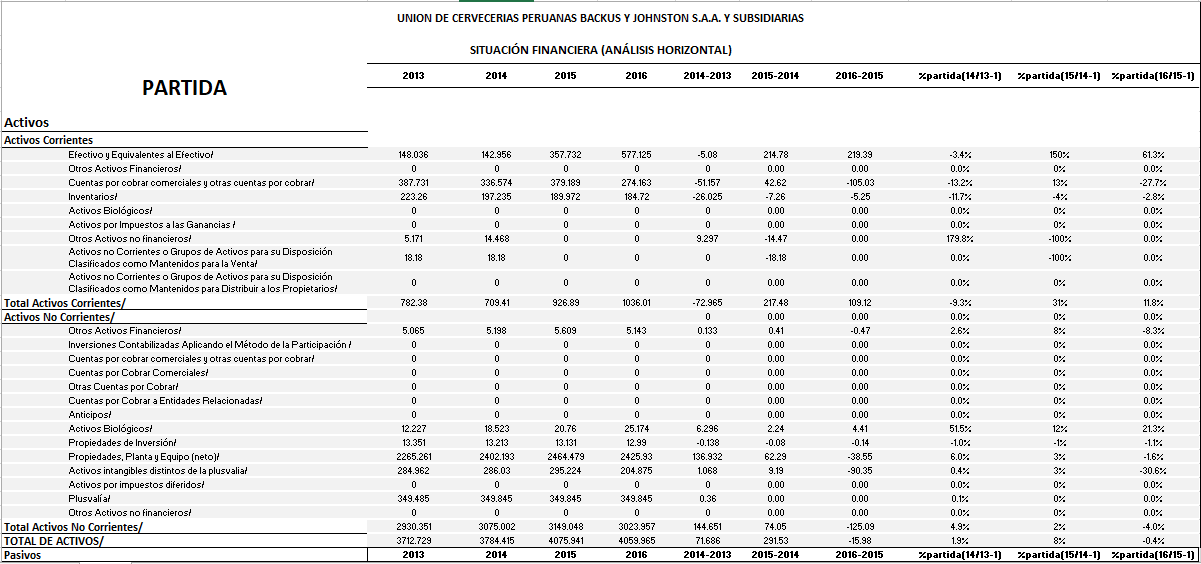 UNION DE CERVECERIAS PERUANAS BACKUS Y JOHNSTON S.A.A. Y SUBSIDIARIAS
SITUACIÓN FINANCIERA (ANÁLISIS HORIZONTAL)
PARTIDA 2013 2014 2015 2016 2014-2013 2015-2014 2016-2015 %partida(14/13-1) %partida(15/14-1) %partida(16/15-1)
Activos
Activos Corrientes
Efectivo y Equivalentes al Efectivo/ 148.036 142.956 357.732 577.125 -5.08 214.78 219.39 -3.4% 150% 61.3%
Otros Activos Financieros/ 0 0 0 0 0 0.00 0.00 0.0% 0% 0.0%
Cuentas por cobrar comerciales y otras cuentas por cobrar/ 387.731 336.574 379.189 274.163 -51.157 42.62 -105.03 -13.2% 13% -27.7%
Inventarios/ 223.26 197.235 189.972 184.72 -26.025 -7.26 -5.25 -11.7% -4% -2.8%
Activos Biológicos/ 0 0 0 0 0 0.00 0.00 0.0% 0% 0.0%
Activos por Impuestos a las Ganancias / 0 0 0 0 0 0.00 0.00 0.0% 0% 0.0%
Otros Activos no financieros/ 5.171 14.468 0 0 9.297 -14.47 0.00 179.8% -100% 0.0%
Activos no Corrientes o Grupos de Activos para su Disposición
Clasificados como Mantenidos para la Venta/ 18.18 18.18 0 0 0 -18.18 0.00 0.0% -100% 0.0%
Activos no Corrientes o Grupos de Activos para su Disposición
Clasificados como Mantenidos para Distribuir a los Propietarios/ 0 0 0 0 0 0.00 0.00 0.0% 0% 0.0%
Total Activos Corrientes/ 782.38 709.41 926.89 1036.01 -72.965 217.48 109.12 -9.3% 31% 11.8%
Activos No Corrientes/ 0 0.00 0.00 0.0% 0% 0.0%
Otros Activos Financieros/ 5.065 5.198 5.609 5.143 0.133 0.41 -0.47 2.6% 8% -8.3%
Inversiones Contabilizadas Aplicando el Método de la Participación / 0 0 0 0 0 0.00 0.00 0.0% 0% 0.0%
Cuentas por cobrar comerciales y otras cuentas por cobrar/ 0 0 0 0 0 0.00 0.00 0.0% 0% 0.0%
Cuentas por Cobrar Comerciales/ 0 0 0 0 0 0.00 0.00 0.0% 0% 0.0%
Otras Cuentas por Cobrar/ 0 0 0 0 0 0.00 0.00 0.0% 0% 0.0%
Cuentas por Cobrar a Entidades Relacionadas/ 0 0 0 0 0 0.00 0.00 0.0% 0% 0.0%
Anticipos/ 0 0 0 0 0 0.00 0.00 0.0% 0% 0.0%
Activos Biológicos/ 12.227 18.523 20.76 25.174 6.296 2.24 4.41 51.5% 12% 21.3%
Propiedades de Inversión/ 13.351 13.213 13.131 12.99 -0.138 -0.08 -0.14 -1.0% -1% -1.1%
Propiedades, Planta y Equipo (neto)/ 2265.261 2402.193 2464.479 2425.93 136.932 62.29 -38.55 6.0% 3% -1.6%
Activos intangibles distintos de la plusvalia/ 284.962 286.03 295.224 204.875 1.068 9.19 -90.35 0.4% 3% -30.6%
Activos por impuestos diferidos/ 0 0 0 0 0 0.00 0.00 0.0% 0% 0.0%
Plusvalía/ 349.485 349.845 349.845 349.845 0.36 0.00 0.00 0.1% 0% 0.0%
Otros Activos no financieros/ 0 0 0 0 0 0.00 0.00 0.0% 0% 0.0%
Total Activos No Corrientes/ 2930.351 3075.002 3149.048 3023.957 144.651 74.05 -125.09 4.9% 2% -4.0%
TOTAL DE ACTIVOS/ 3712.729 3784.415 4075.941 4059.965 71.686 291.53 -15.98 1.9% 8% -0.4%
Pasivos 2013 2014 2015 2016 2014-2013 2015-2014 2016-2015 %partida(14/13-1) %partida(15/14-1) %partida(16/15-1)